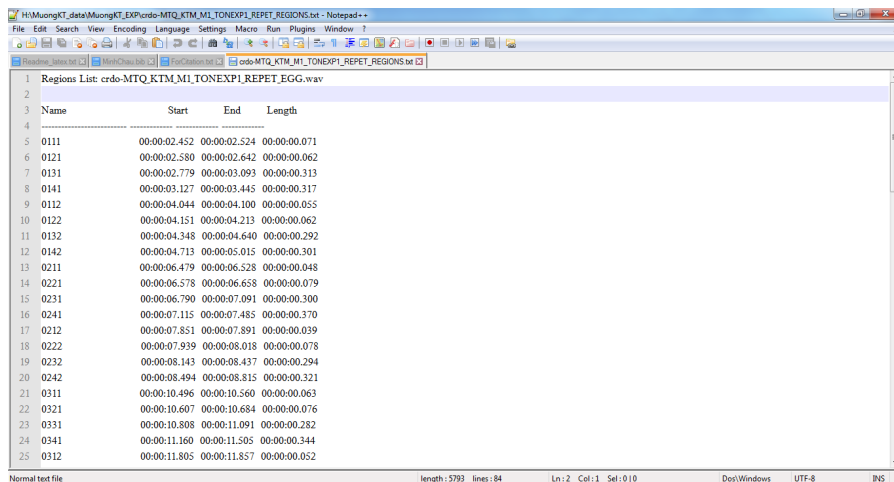 H:\MuongKT_data\MuongKT_EXP\crdo-MTQ_KTM_M1_TONEXP1_REPET_REGIONS.txt - Notepad++
File Edit Search View Encoding Language Settings Macro Run Plugins Window ?
Readme_latex.txt MinhChau.bib ForCitation.txt crdo-MTQ_KTM_M1_TONEXP1_REPET_REGIONS.txt
1 Regions List: crdo-MTQ_KTM_M1_TONEXP1_REPET_EGG.wav
2
3 Name Start End Length
4 -------------------------- ------------- ------------- -------------
5 0111 00:00:02.452 00:00:02.524 00:00:00.071
6 0121 00:00:02.580 00:00:02.642 00:00:00.062
7 0131 00:00:02.779 00:00:03.093 00:00:00.313
8 0141 00:00:03.127 00:00:03.445 00:00:00.317
9 0112 00:00:04.044 00:00:04.100 00:00:00.055
10 0122 00:00:04.151 00:00:04.213 00:00:00.062
11 0132 00:00:04.348 00:00:04.640 00:00:00.292
12 0142 00:00:04.713 00:00:05.015 00:00:00.301
13 0211 00:00:06.479 00:00:06.528 00:00:00.048
14 0221 00:00:06.578 00:00:06.658 00:00:00.079
15 0231 00:00:06.790 00:00:07.091 00:00:00.300
16 0241 00:00:07.115 00:00:07.485 00:00:00.370
17 0212 00:00:07.851 00:00:07.891 00:00:00.039
18 0222 00:00:07.939 00:00:08.018 00:00:00.078
19 0232 00:00:08.143 00:00:08.437 00:00:00.294
20 0242 00:00:08.494 00:00:08.815 00:00:00.321
21 0311 00:00:10.496 00:00:10.560 00:00:00.063
22 0321 00:00:10.607 00:00:10.684 00:00:00.076
23 0331 00:00:10.808 00:00:11.091 00:00:00.282
24 0341 00:00:11.160 00:00:11.505 00:00:00.344
25 0312 00:00:11.805 00:00:11.857 00:00:00.052
Normal text file length : 5793 lines : 84 Ln : 2 Col : 1 Sel : 0 | 0 Dos\Windows UTF-8 INS